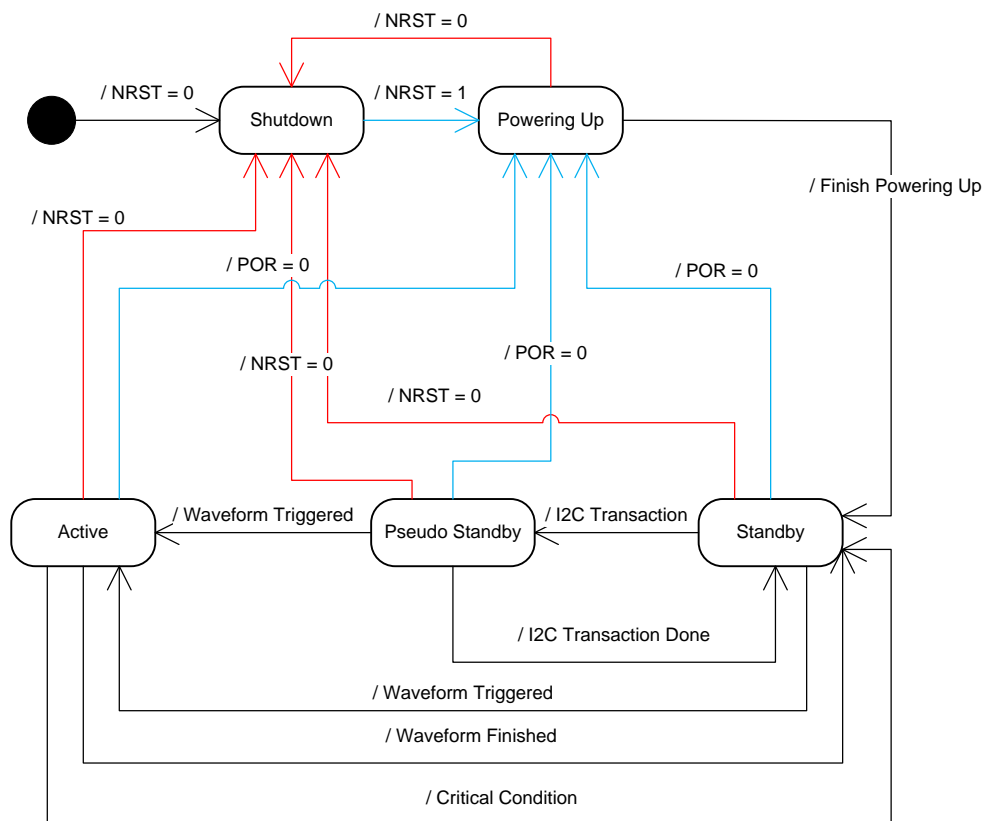 / NRST = 0
/ NRST = 0
/ NRST = 1
Shutdown
Powering Up
/ Finish Powering Up
/ NRST = 0
/ POR = 0
/ POR = 0
/ POR = 0
/ NRST = 0
/ NRST = 0
/ Waveform Triggered
/ I2C Transaction
Active
Pseudo Standby
Standby
/ I2C Transaction Done
/ Waveform Triggered
/ Waveform Finished
/ Critical Condition